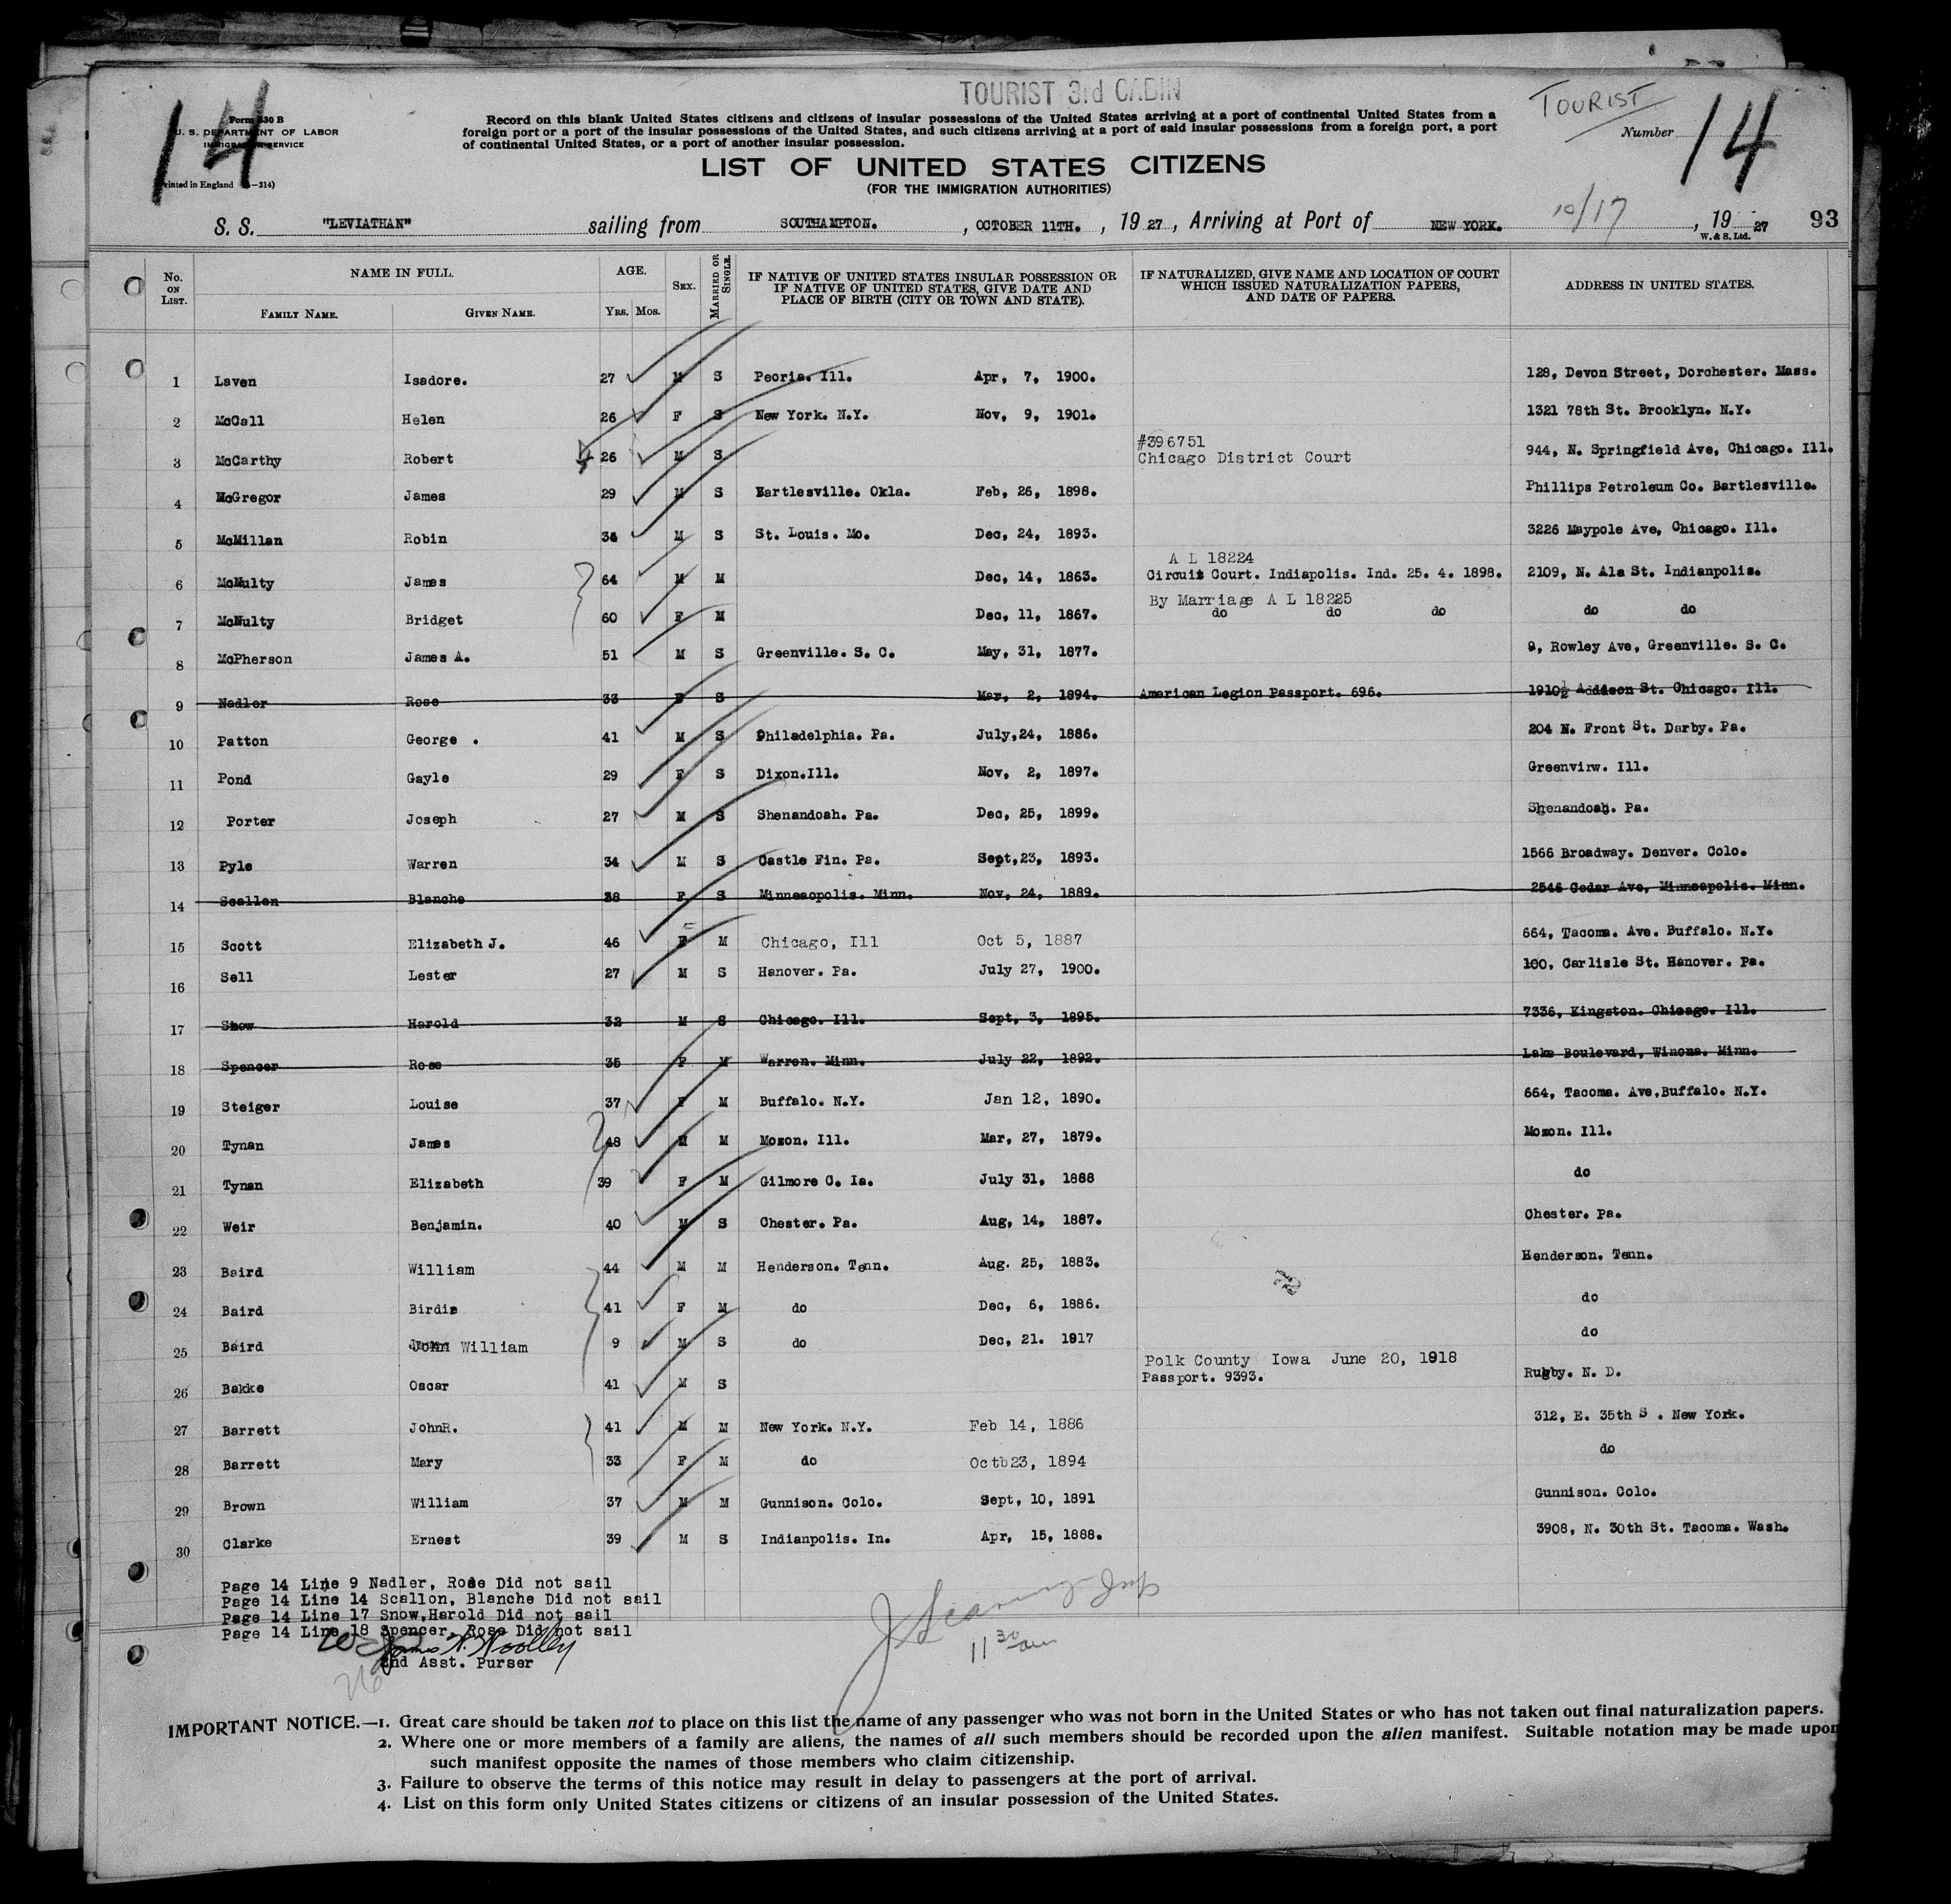 TOURIST 3rd CABIN
TOURIST
14
14
Form 630 B
U. S. DEPARTMENT OF LABOR
IMMIGRATION SERVICE
Printed in England —214)
Record on this blank United States citizens and citizens of insular possessions of the United States arriving at a port of continental United States from a
foreign port or a port of the insular possessions of the United States, and such citizens arriving at a port of said insular possessions from a foreign port, a port
of continental United States, or a port of another insular possession.
Number
LIST OF UNITED STATES CITIZENS
(FOR THE IMMIGRATION AUTHORITIES)
S. S. "LEVIATHAN" sailing from SOUTHAMPTON. , OCTOBER 11TH. , 19 27 , Arriving at Port of NEW YORK. 10/17 , 19 27 93
W. & S. Ltd.
No. ON LIST. NAME IN FULL. AGE. SEX. MARRIED OR SINGLE. IF NATIVE OF UNITED STATES INSULAR POSSESSION OR IF NATIVE OF UNITED STATES, GIVE DATE AND PLACE OF BIRTH (CITY OR TOWN AND STATE). IF NATURALIZED, GIVE NAME AND LOCATION OF COURT WHICH ISSUED NATURALIZATION PAPERS, AND DATE OF PAPERS. ADDRESS IN UNITED STATES.
FAMILY NAME. GIVEN NAME. YRS. MOS.
1 Laven Isadore. 27 M S Peoria. Ill. Apr, 7, 1900. 128, Devon Street, Dorchester. Mass.
2 McCall Helen 26 F S New York. N.Y. Nov, 9, 1901. 1321 78th St. Brooklyn. N.Y.
#396751
3 McCarthy Robert 26 M S Chicago District Court 944, N. Springfield Ave, Chicago. Ill.
4 McGregor James 29 M S Bartlesville. Okla. Feb, 26, 1898. Phillips Petroleum Co. Bartlesville.
5 McMillan Robin 34 M S St. Louis. Mo. Dec, 24, 1893. 3226 Maypole Ave, Chicago. Ill.
A L 18224
6 McNulty James 64 M M Dec, 14, 1863. Circuit Court. Indiapolis. Ind. 25. 4. 1898. 2109, N. Ala St. Indianpolis.
By Marriage A L 18225
7 McNulty Bridget 60 F M Dec, 11, 1867. do do do do do
8 McPherson James A. 51 M S Greenville. S. C. May, 31, 1877. 9, Rowley Ave, Greenville. S. C.
9 Nadler Rose 33 F S Mar, 2, 1894. American Legion Passport. 696. 1910½ Addison St. Chicago. Ill.
10 Patton George . 41 M S Philadelphia. Pa. July,24, 1886. 204 N. Front St. Darby. Pa.
11 Pond Gayle 29 F S Dixon.Ill. Nov, 2, 1897. Greenvirw. Ill.
12 Porter Joseph 27 M S Shenandoah. Pa. Dec, 25, 1899. Shenandoah. Pa.
13 Pyle Warren 34 M S Castle Fin. Pa. Sept,23, 1893. 1566 Broadway. Denver. Colo.
14 Scallon Blanche 38 F S Minneaopolis. Minn. Nov, 24, 1889. 2546 Cedar Ave, Minneapolis. Minn.
15 Scott Elizabeth J. 46 F M Chicago, Ill Oct 5, 1887 664, Tacoma. Ave. Buffalo. N.Y.
16 Sell Lester 27 M S Hanover. Pa. July 27, 1900. 100, Carlisle St. Hanover. Pa.
17 Snow Harold 32 M S Chicago. Ill. Sept, 3, 1895. 7336, Kingston. Chicago. Ill.
18 Spencer Rose 35 F M Warren. Minn. July 22, 1892. Lake Boulevard, Winona. Minn.
19 Steiger Louise 37 F M Buffalo. N.Y. Jan 12, 1890. 664, Tacoma. Ave,Buffalo. N.Y.
20 Tynan James 48 M M Mozon. Ill. Mar, 27, 1879. Mozon. Ill.
21 Tynan Elizabeth 39 F M Gilmore C. Ia. July 31, 1888 do
22 Weir Benjamin. 40 M S Chester. Pa. Aug, 14, 1887. Chester. Pa.
23 Baird William 44 M M Henderson. Tenn. Aug. 25, 1883. Henderson. Tenn.
24 Baird Birdie 41 F M do Dec, 6, 1886. do
25 Baird John William 9 M S do Dec, 21. 1917 do
Polk County Iowa June 20, 1918
26 Bakke Oscar 41 M S Passport. 9393. Rugby. N. D.
27 Barrett JohnR. 41 M M New York. N.Y. Feb 14, 1886 312, E. 35th S . New York.
28 Barrett Mary 33 F M do Octb23, 1894 do
29 Brown William 37 M M Gunnison. Colo. Sept, 10, 1891 Gunnison. Colo.
30 Clarke Ernest 39 M S Indianpolis. In. Apr, 15, 1888. 3908, N. 30th St. Tacoma. Wash.
Page 14 Line 9 Nadler, Rose Did not sail
Page 14 Line 14 Scallon, Blanche Did not sail
Page 14 Line 17 Snow,Harold Did not sail
Page 14 Line 18 Spencer, Rose Did not sail
James W. Woolley
2nd Asst. Purser
26
11 30 am
IMPORTANT NOTICE.—1. Great care should be taken not to place on this list the name of any passenger who was not born in the United States or who has not taken out final naturalization papers.
2. Where one or more members of a family are aliens, the names of all such members should be recorded upon the alien manifest. Suitable notation may be made upon
such manifest opposite the names of those members who claim citizenship.
3. Failure to observe the terms of this notice may result in delay to passengers at the port of arrival.
4. List on this form only United States citizens or citizens of an insular possession of the United States.